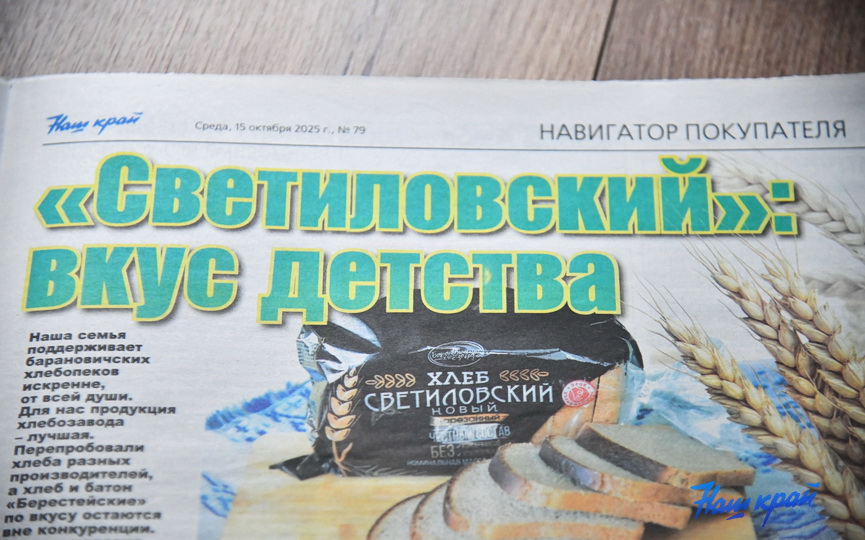 Наш край
Среда, 15 октября 2025 г., № 79
НАВИГАТОР ПОКУПАТЕЛЯ
«Светиловский»:
вкус детства
Наша семья
поддерживает
барановичских
хлебопеков
искренне,
от всей души.
Для нас продукция
хлебозавода
– лучшая.
Перепробовали
хлеба разных
производителей,
а хлеб и батон
«Берестейские»
по вкусу остаются
вне конкуренции.
ХЛЕБ
СВЕТИЛОВСКИЙ
НОВЫЙ
нарезанный
БЕЗ
Наш край